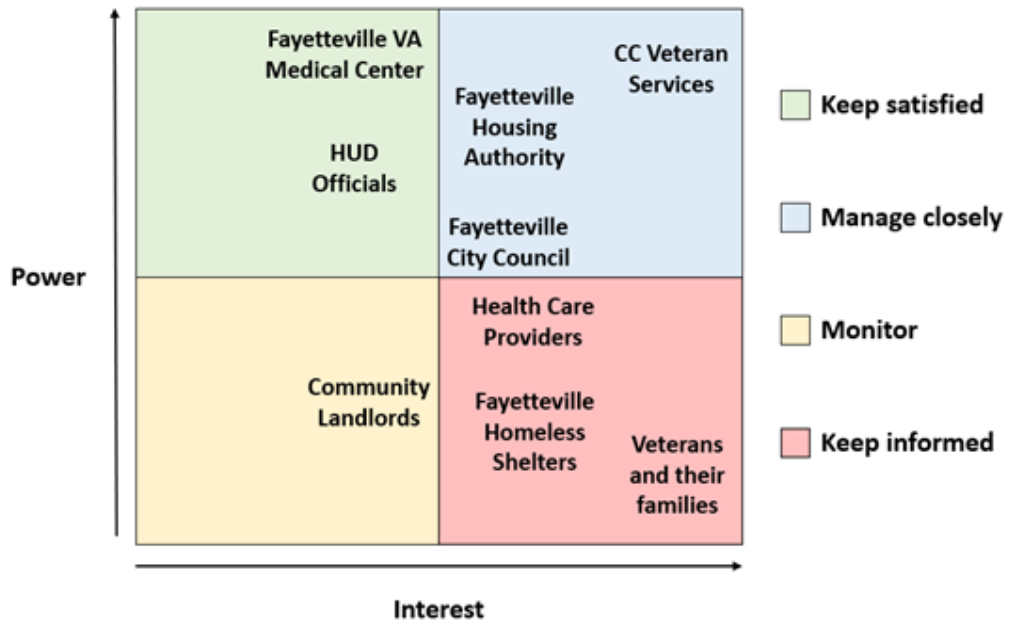 Fayetteville VA
Medical Center
HUD
Officials
CC Veteran
Services
Fayetteville
Housing
Authority
Fayetteville
City Council
Power
Community
Landlords
Health Care
Providers
Fayetteville
Homeless
Shelters
Veterans
and their
families
Interest
Keep satisfied
Manage closely
Monitor
Keep informed